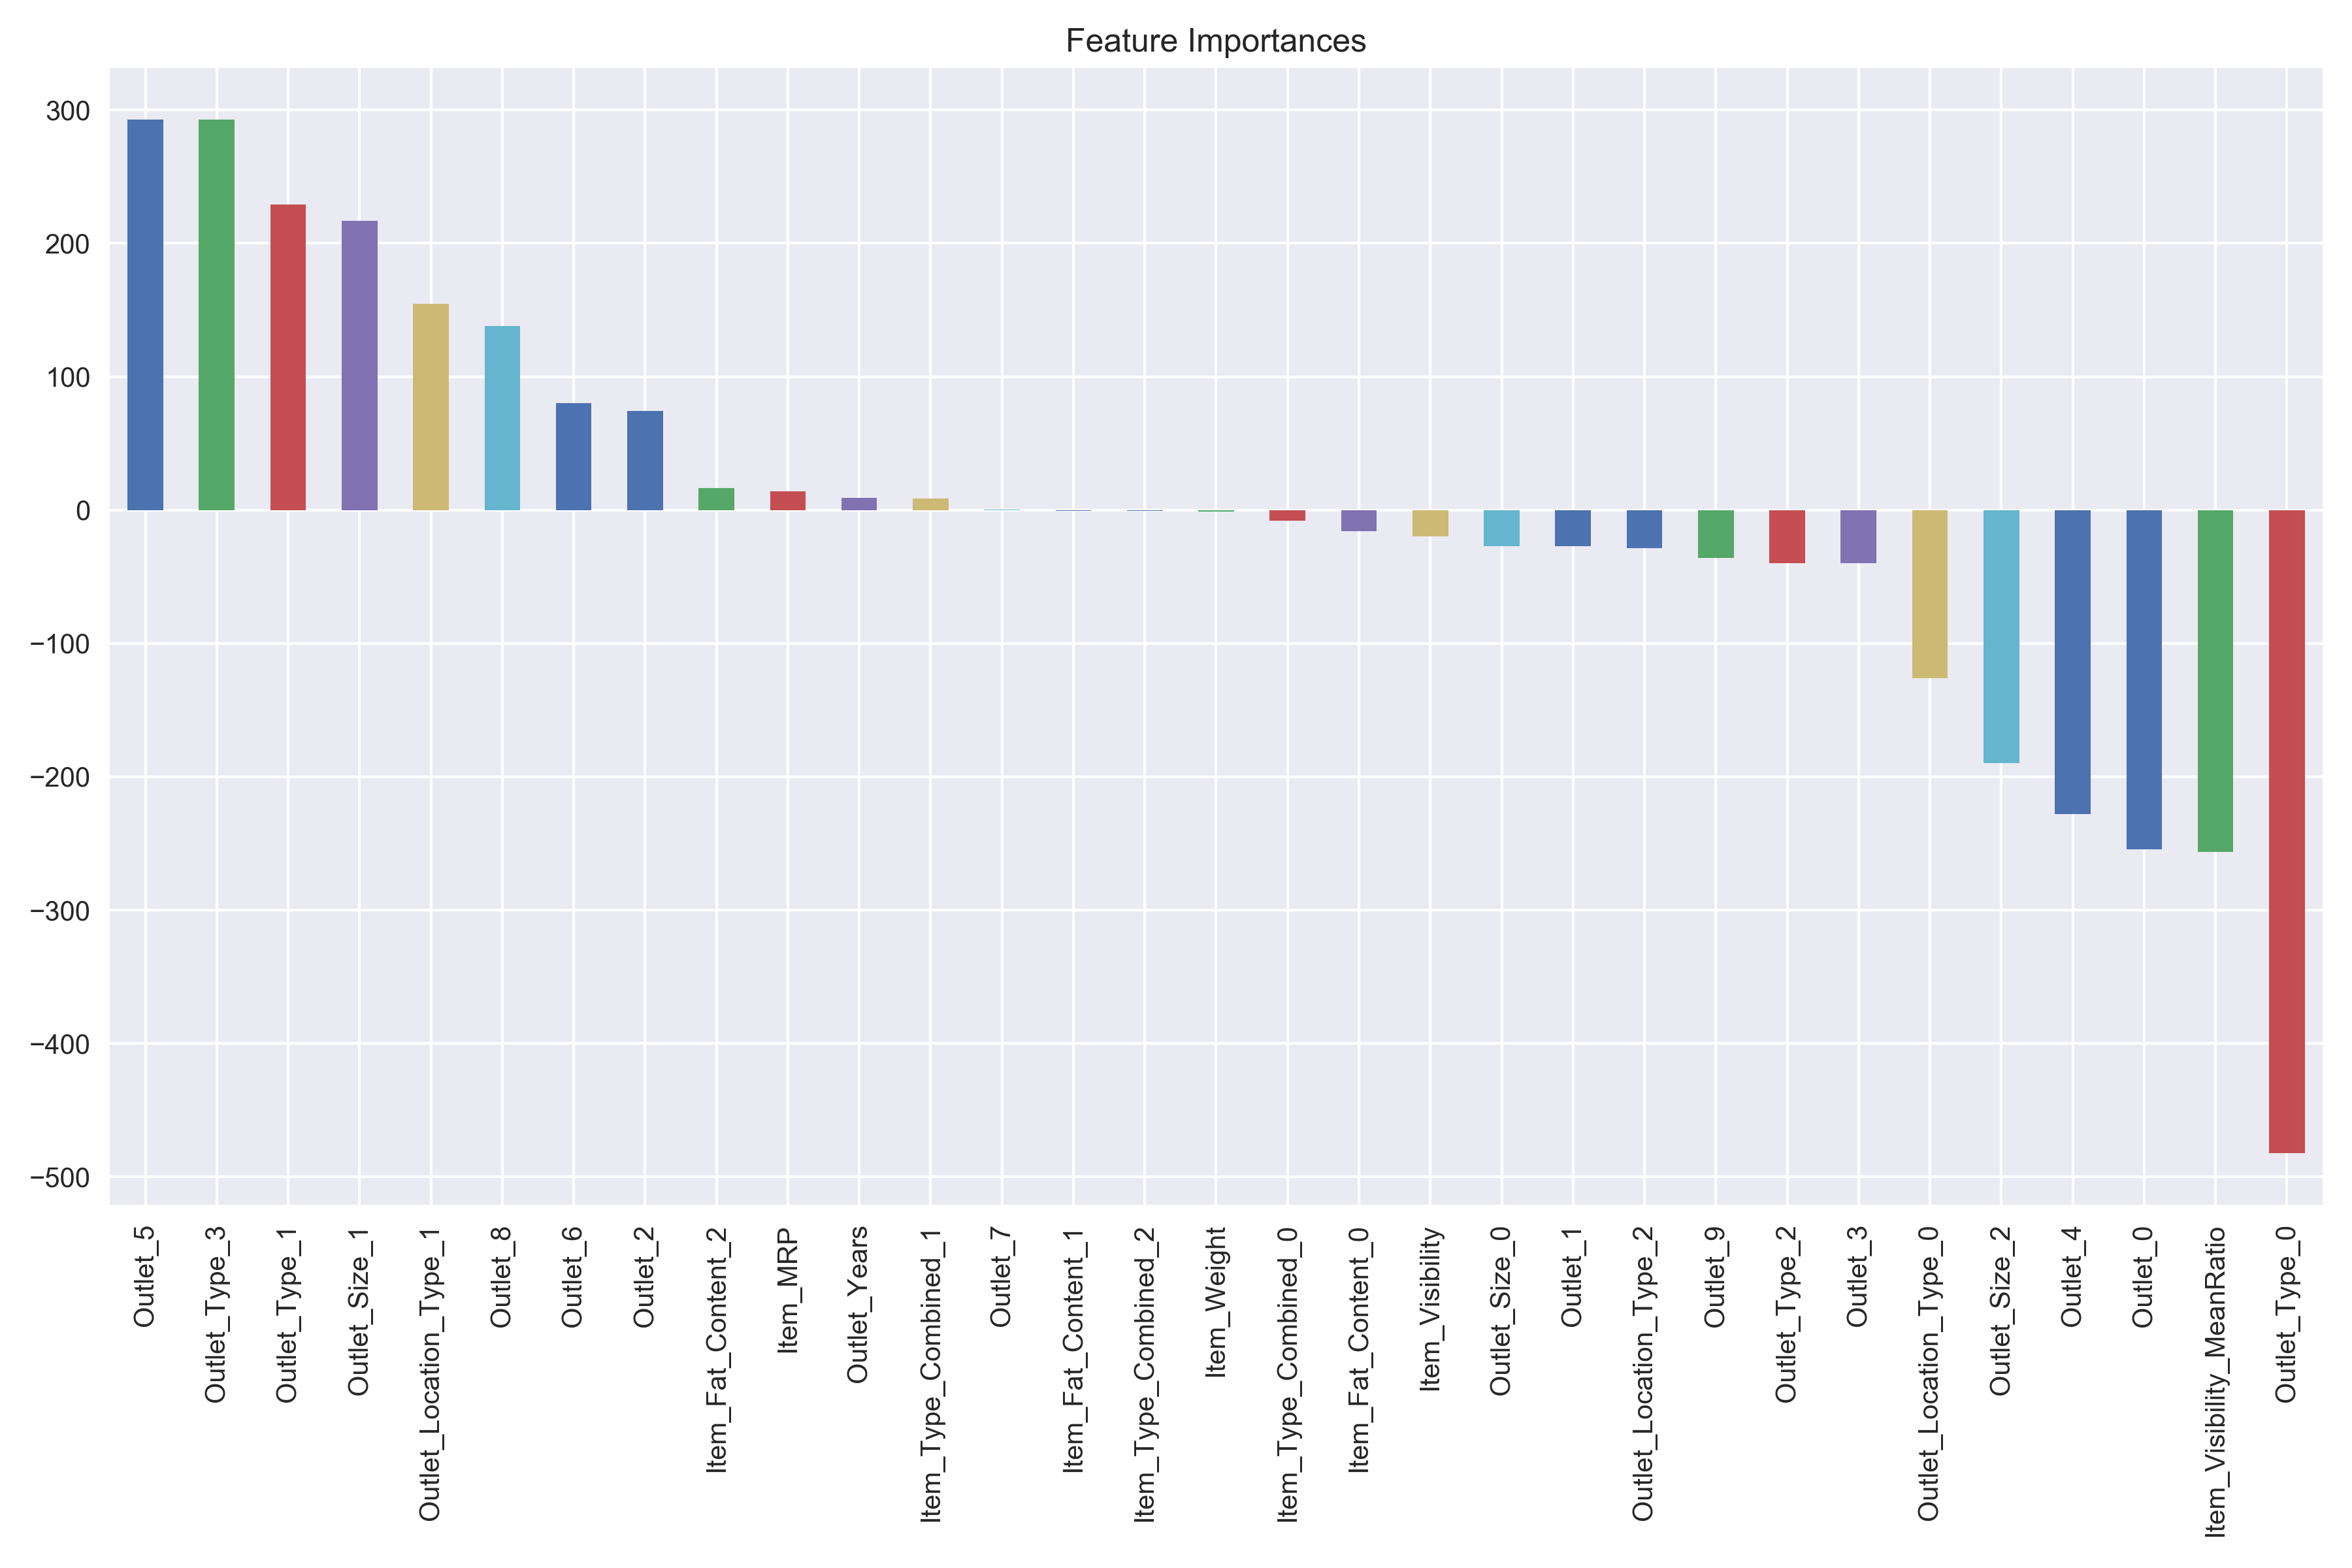 Feature Importances
300
200
100
0
−100
−200
−300
−400
−500
Outlet_5
Outlet_Type_3
Outlet_Type_1
Outlet_Size_1
Outlet_Location_Type_1
Outlet_8
Outlet_6
Outlet_2
Item_Fat_Content_2
Item_MRP
Outlet_Years
Item_Type_Combined_1
Outlet_7
Item_Fat_Content_1
Item_Type_Combined_2
Item_Weight
Item_Type_Combined_0
Item_Fat_Content_0
Item_Visibility
Outlet_Size_0
Outlet_1
Outlet_Location_Type_2
Outlet_9
Outlet_Type_2
Outlet_3
Outlet_Location_Type_0
Outlet_Size_2
Outlet_4
Outlet_0
Item_Visibility_MeanRatio
Outlet_Type_0